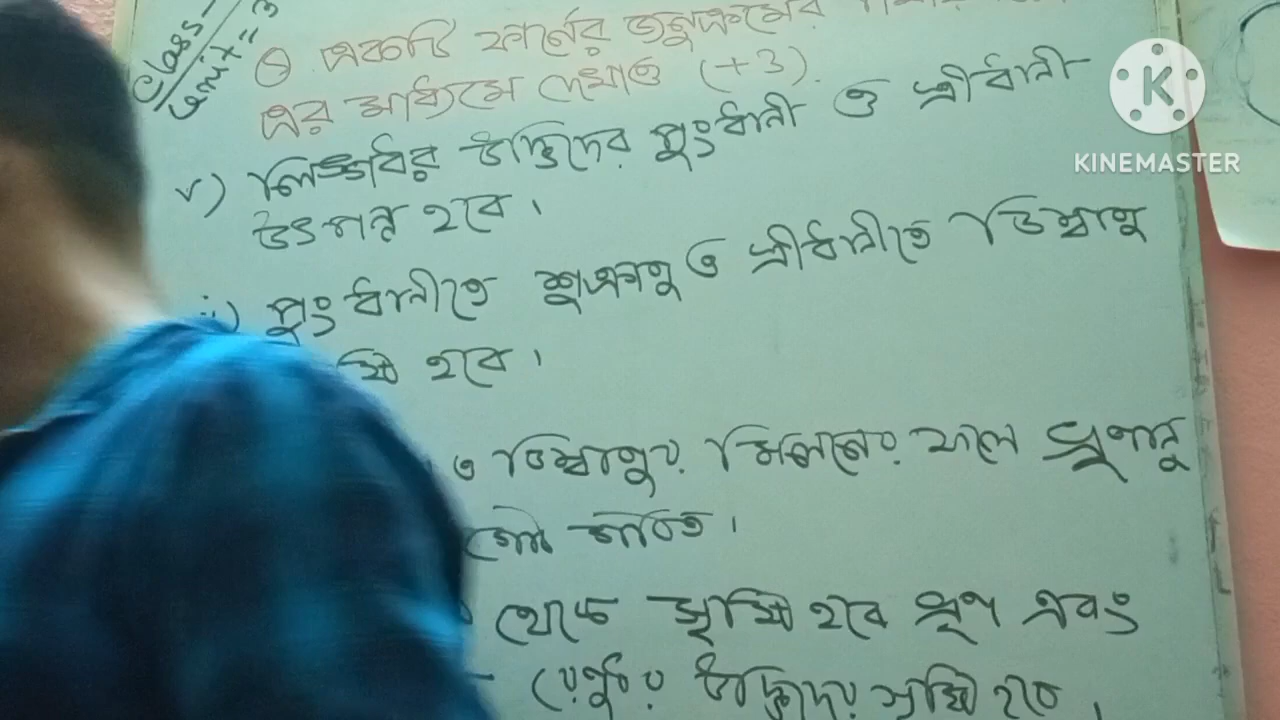 Class-
Unit=3
একটি ফার্নের জনুক্রমের
এর মাধ্যমে দেখাও (+3).
v) লিঙ্গধর উদ্ভিদের পুংধানী ও স্ত্রীধানী
উৎপন্ন হবে।
পুংধানীতে শুক্রাণু ও স্ত্রীধানীতে ডিম্বাণু
হবে।
ও ডিম্বাণুর মিলনের ফলে ভ্রূণাণু
গঠিত।
থেকে সৃষ্টি হবে ভ্রূণ এবং
রেণুধর উদ্ভিদের সৃষ্টি হবে।
K
KINEMASTER